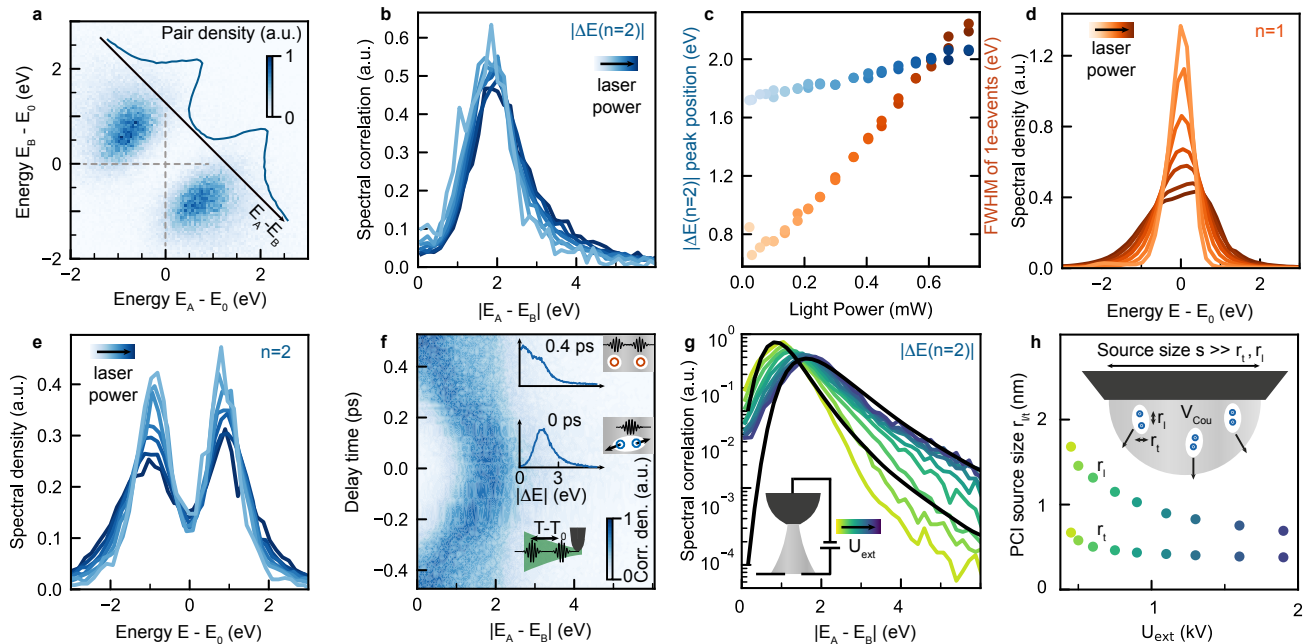 a
Pair density (a.u.)
1
0
E_A - E_B
Energy E_B - E_0 (eV)
2
0
−2
−2
0
2
Energy E_A - E_0 (eV)
b
|ΔE(n=2)|
laser
power
Spectral correlation (a.u.)
0.6
0.5
0.4
0.3
0.2
0.1
0.0
0
2
4
|E_A - E_B| (eV)
c
|ΔE(n=2)| peak position (eV)
FWHM of 1e-events (eV)
2.0
1.6
1.2
0.8
0.0
0.2
0.4
0.6
Light Power (mW)
d
n=1
laser
power
Spectral density (a.u.)
1.2
0.8
0.4
0.0
−2
0
2
Energy E - E_0 (eV)
e
n=2
laser
power
Spectral density (a.u.)
0.4
0.3
0.2
0.1
0.0
−2
0
2
Energy E - E_0 (eV)
f
0.4 ps
0 ps
0
3
|ΔE| (eV)
T-T_0
1
0
Corr. den. (a.u.)
Delay time (ps)
0.4
0.2
0.0
−0.2
−0.4
0
2
4
|E_A - E_B| (eV)
g
|ΔE(n=2)|
U_ext
Spectral correlation (a.u.)
10^0
10^-1
10^-2
10^-3
10^-4
0
2
4
6
|E_A - E_B| (eV)
h
Source size s >> r_t, r_l
V_Cou
r_l
r_t
r_l
r_t
PCI source size r_l/t (nm)
2
1
0
1
2
U_ext (kV)